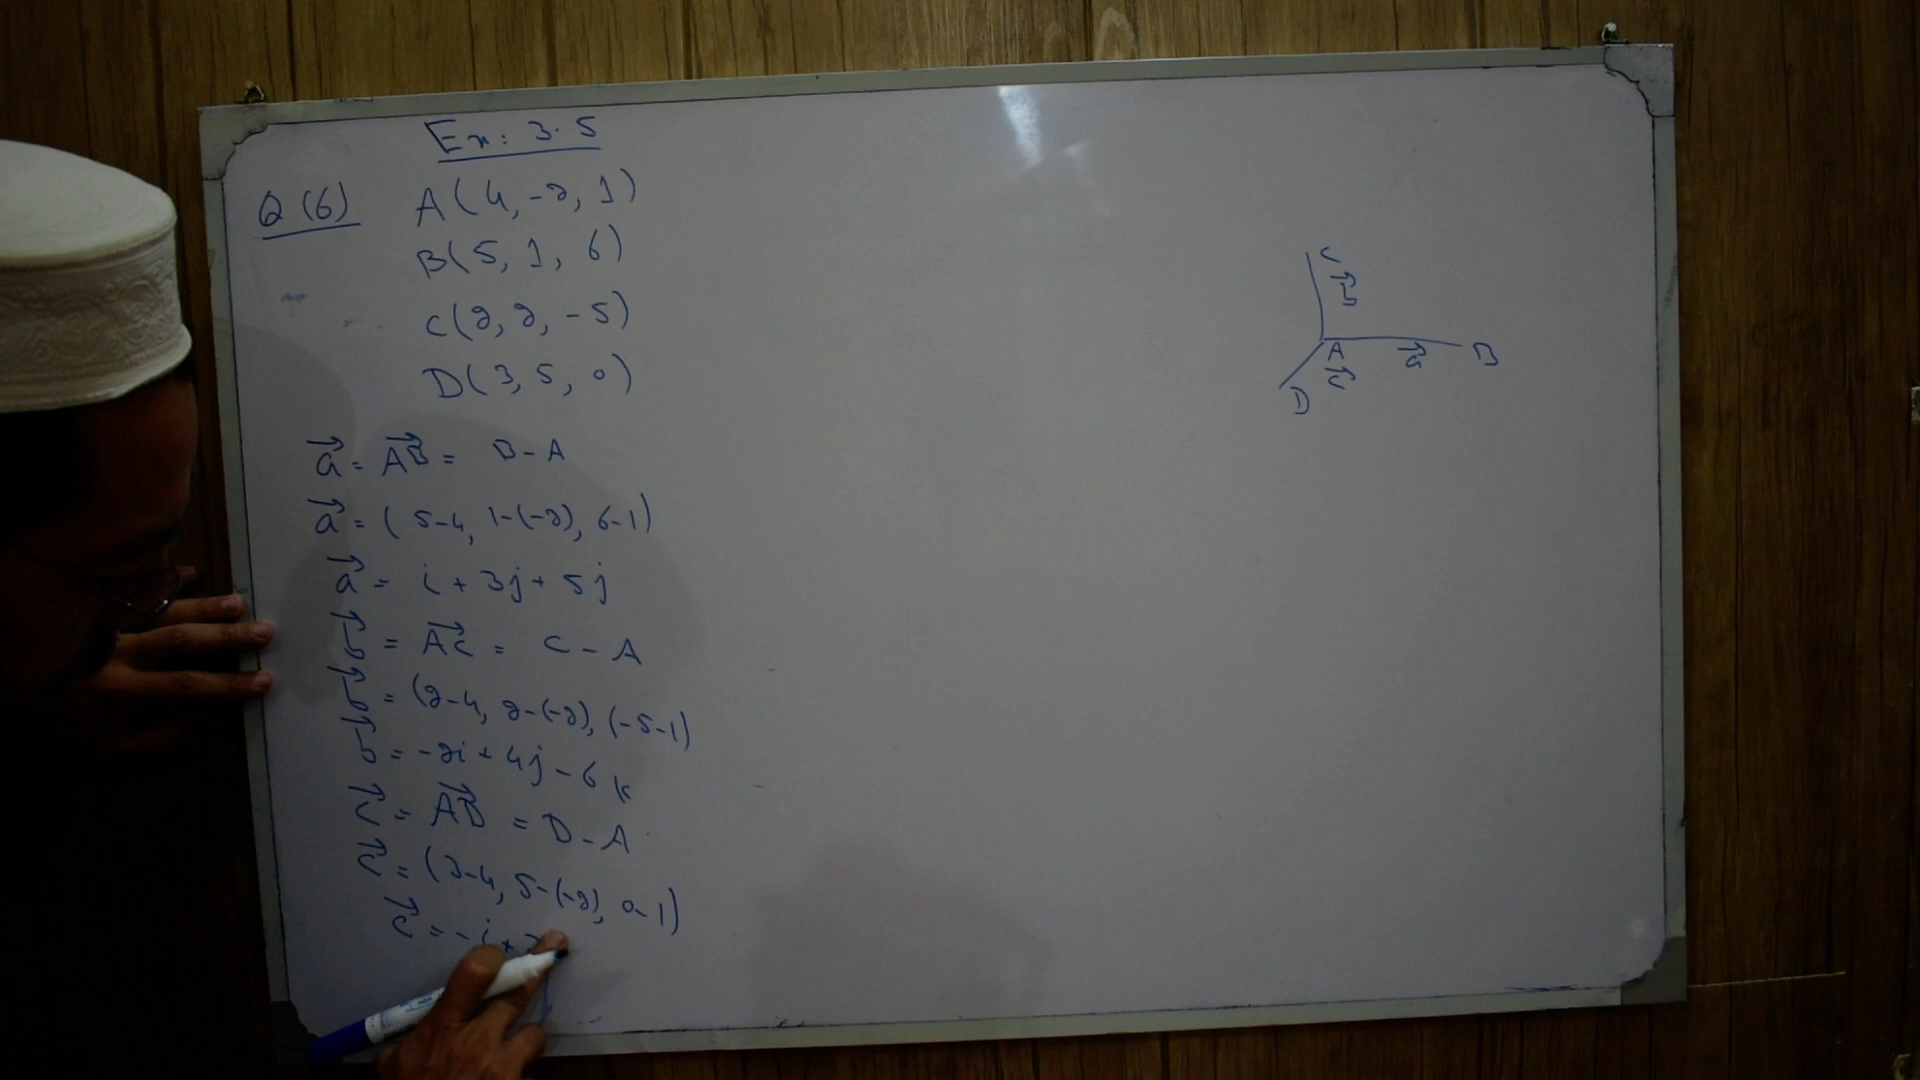 Ex: 3.5
Q(6) A(4, -2, 1)
B(5, 1, 6)
C(2, 2, -5)
D(3, 5, 0)
a⃗ = AB⃗ = B - A
a⃗ = (5-4, 1-(-2), 6-1)
a⃗ = i + 3j + 5j
b⃗ = AC⃗ = C - A
b⃗ = (2-4, 2-(-2), (-5-1)
b⃗ = -2i + 4j - 6k
c⃗ = AD⃗ = D - A
c⃗ = (3-4, 5-(-2), 0-1)
c⃗ = -i +
C
b⃗
A
a⃗
B
c⃗
D